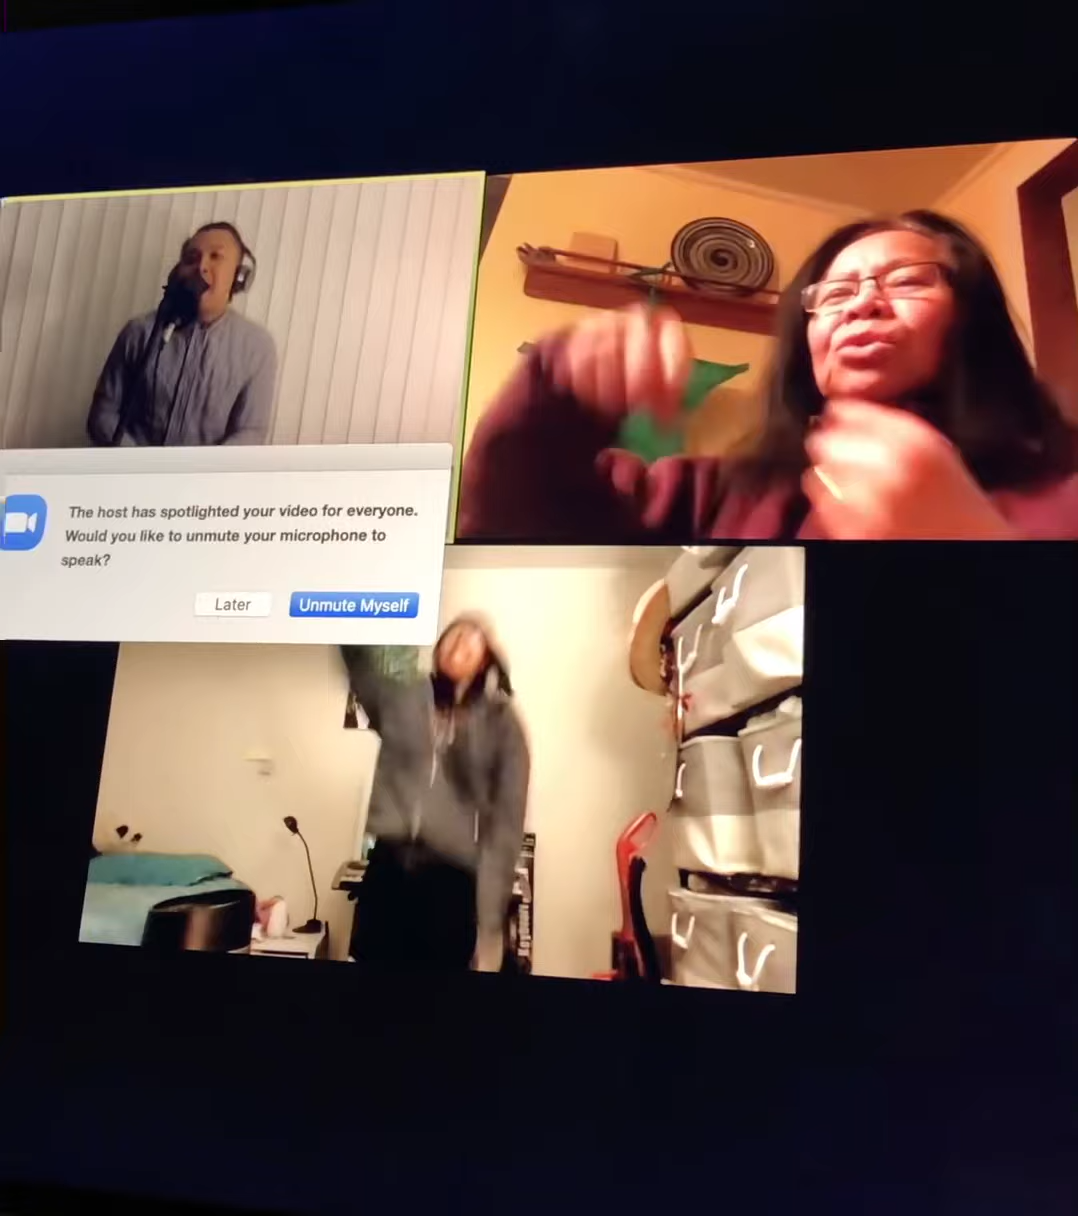 The host has spotlighted your video for everyone.
Would you like to unmute your microphone to
speak?
Later
Unmute Myself
Keyboard